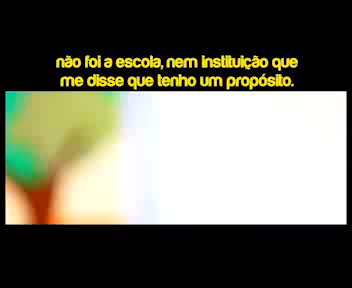 não foi a escola, nem instituição que
me disse que tenho um propósito.